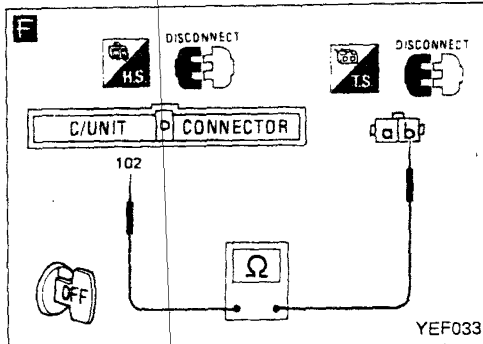 F
DISCONNECT
DISCONNECT
H.S.
T.S.
C/UNIT CONNECTOR
a b
102
Ω
OFF
YEF033